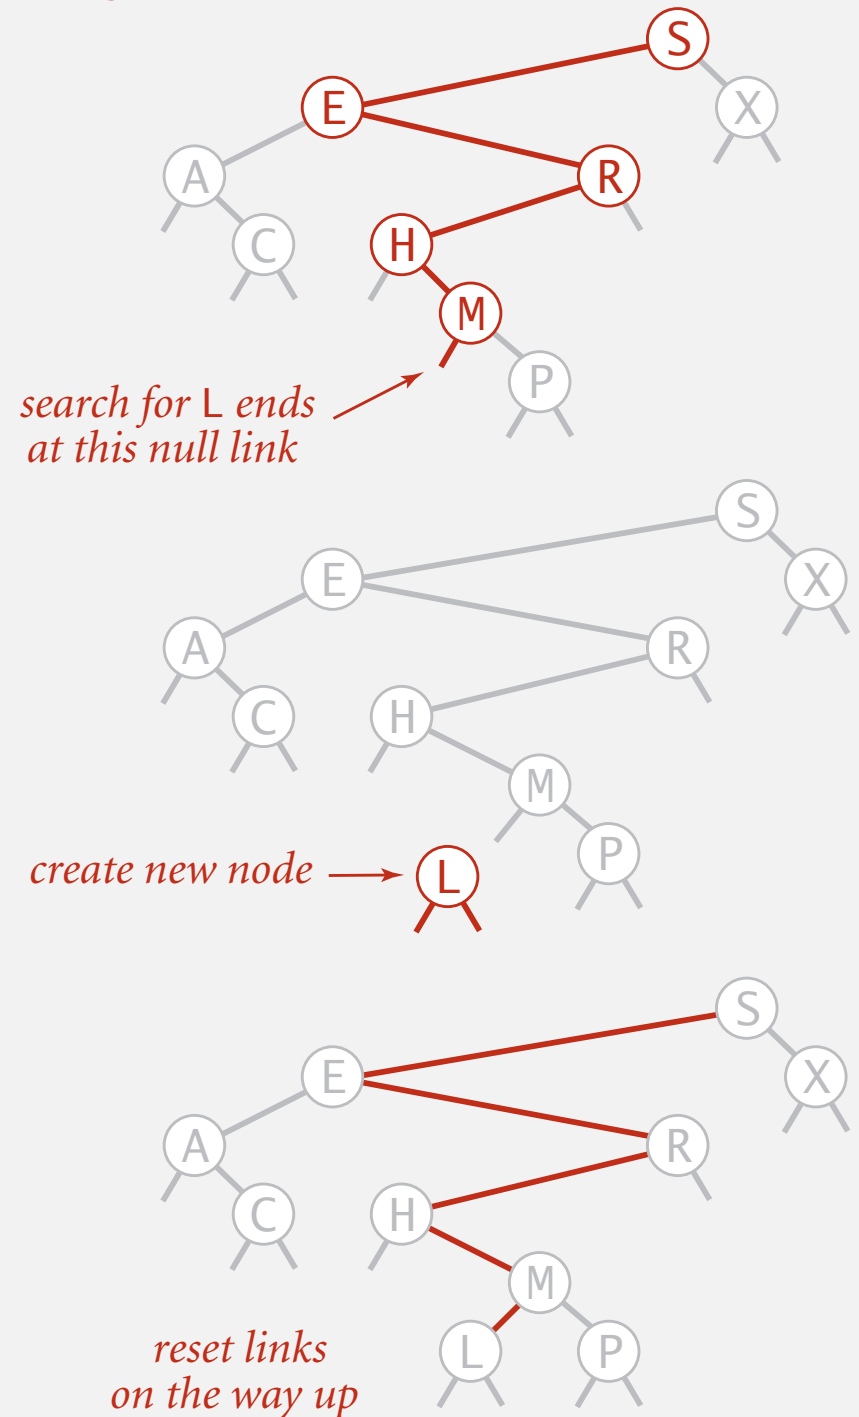 S
E
X
A
R
C
H
M
P
search for L ends
at this null link
S
E
X
A
R
C
H
M
P
create new node
L
S
E
X
A
R
C
H
M
L
P
reset links
on the way up